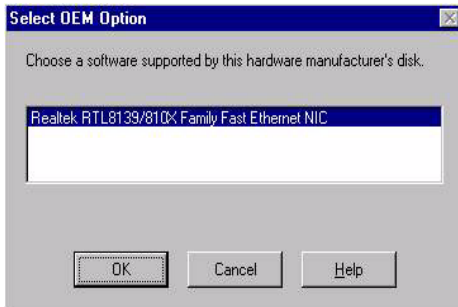 Select OEM Option
Choose a software supported by this hardware manufacturer's disk.
Realtek RTL8139/810X Family Fast Ethernet NIC
OK Cancel Help